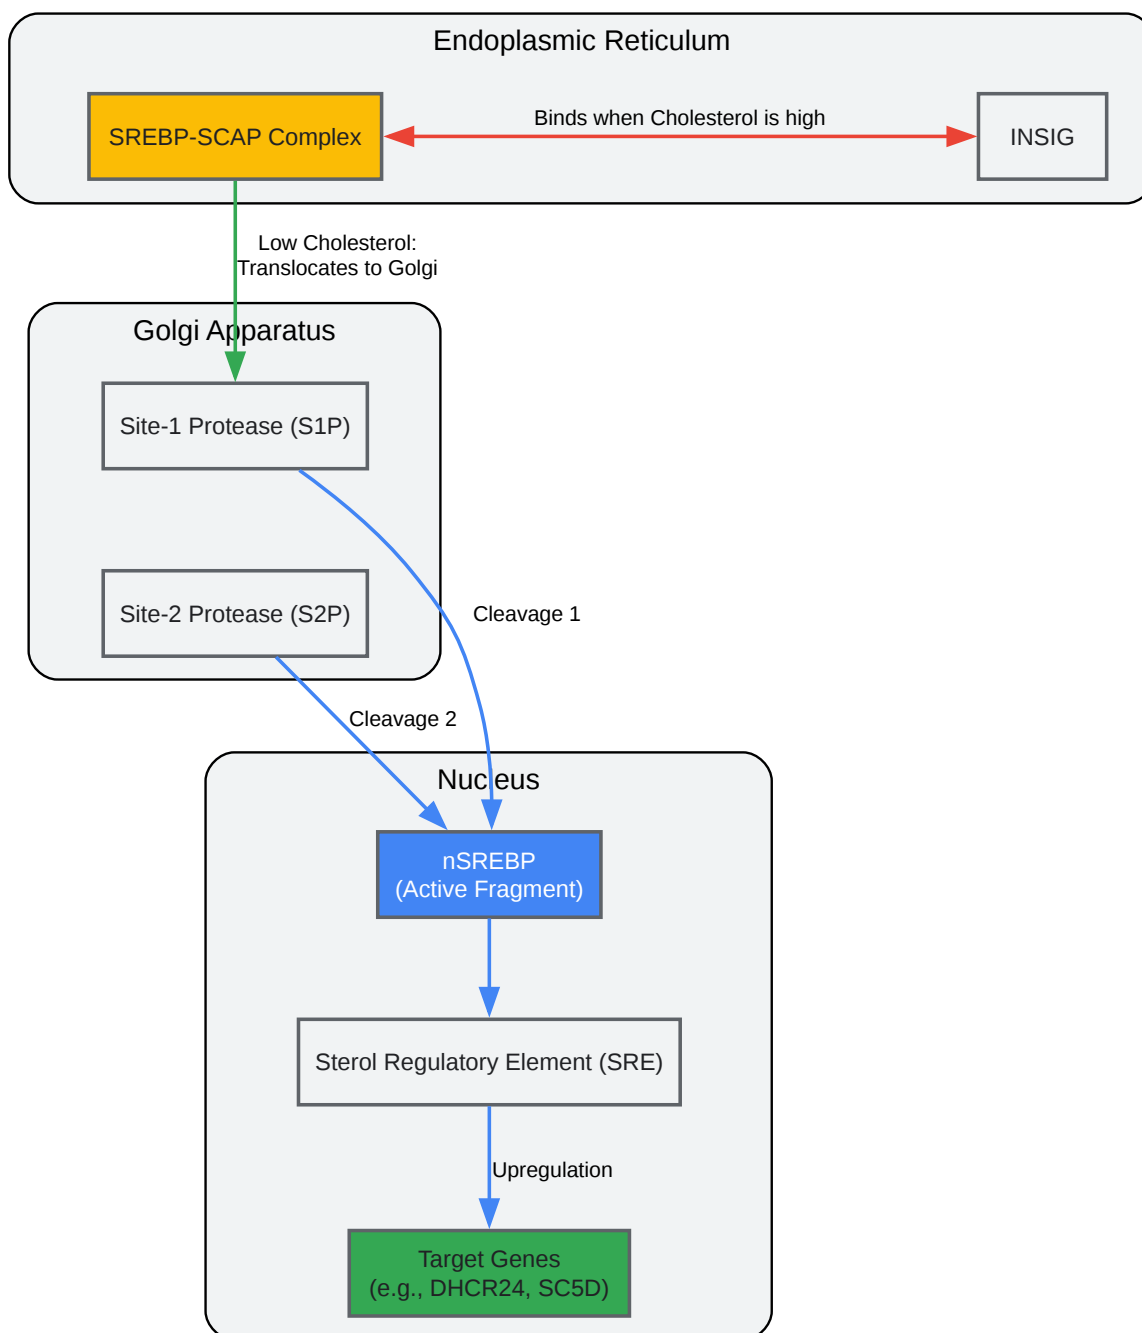 Endoplasmic Reticulum
SREBP-SCAP Complex
Binds when Cholesterol is high
INSIG
Low Cholesterol:
Translocates to Golgi
Golgi Apparatus
Site-1 Protease (S1P)
Site-2 Protease (S2P)
Cleavage 1
Cleavage 2
Nucleus
nSREBP
(Active Fragment)
Sterol Regulatory Element (SRE)
Upregulation
Target Genes
(e.g., DHCR24, SC5D)